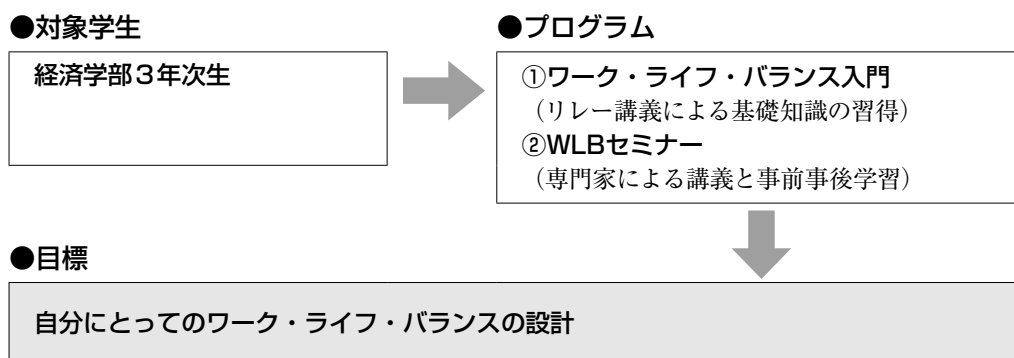 ●対象学生
経済学部3年次生
●プログラム
①ワーク・ライフ・バランス入門
（リレー講義による基礎知識の習得）
②WLBセミナー
（専門家による講義と事前事後学習）
●目標
自分にとってのワーク・ライフ・バランスの設計